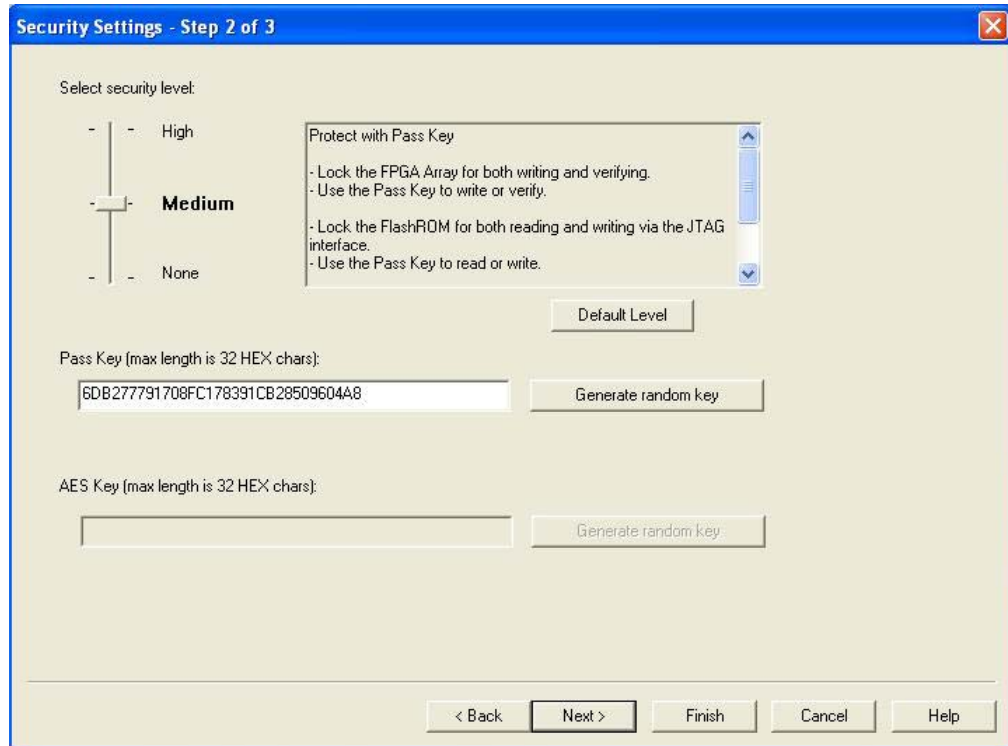 Security Settings - Step 2 of 3
Select security level:
High
Medium
None
Protect with Pass Key
- Lock the FPGA Array for both writing and verifying.
- Use the Pass Key to write or verify.
- Lock the FlashROM for both reading and writing via the JTAG
interface.
- Use the Pass Key to read or write.
Default Level
Pass Key (max length is 32 HEX chars):
6DB277791708FC178391CB28509604A8
Generate random key
AES Key (max length is 32 HEX chars):
Generate random key
< Back
Next >
Finish
Cancel
Help